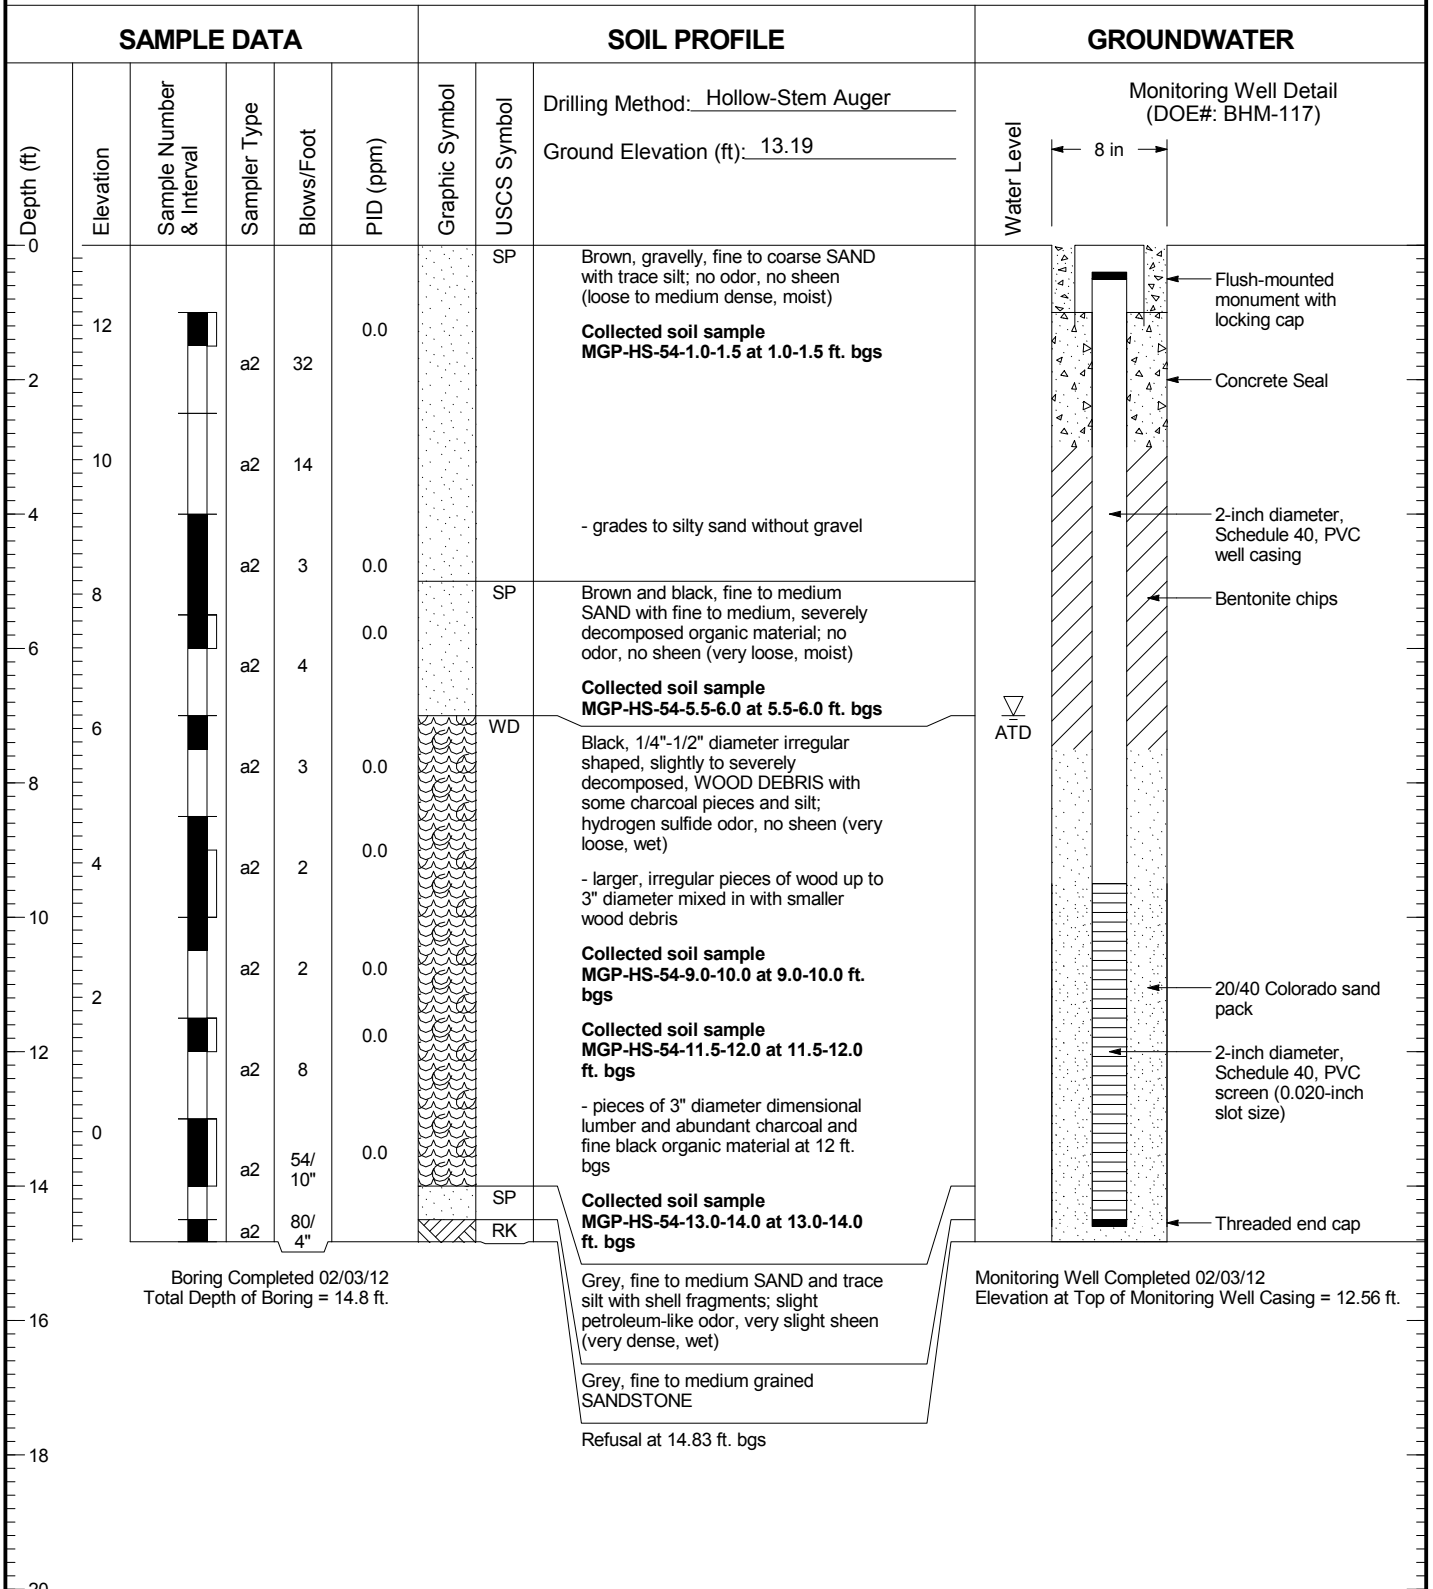 SAMPLE DATA
SOIL PROFILE
GROUNDWATER
Depth (ft)
Elevation
Sample Number
& Interval
Sampler Type
Blows/Foot
PID (ppm)
Graphic Symbol
USCS Symbol
Drilling Method: Hollow-Stem Auger
Ground Elevation (ft): 13.19
Water Level
Monitoring Well Detail
(DOE#: BHM-117)
8 in
0
2
4
6
8
10
12
14
16
18
20
12
10
8
6
4
2
0
a2 32
a2 14
a2 3
a2 4
a2 3
a2 2
a2 2
a2 8
a2 54/
10"
a2 80/
4"
0.0
0.0
0.0
0.0
0.0
0.0
0.0
0.0
SP
SP
WD
SP
RK
Brown, gravelly, fine to coarse SAND
with trace silt; no odor, no sheen
(loose to medium dense, moist)
Collected soil sample
MGP-HS-54-1.0-1.5 at 1.0-1.5 ft. bgs
- grades to silty sand without gravel
Brown and black, fine to medium
SAND with fine to medium, severely
decomposed organic material; no
odor, no sheen (very loose, moist)
Collected soil sample
MGP-HS-54-5.5-6.0 at 5.5-6.0 ft. bgs
Black, 1/4"-1/2" diameter irregular
shaped, slightly to severely
decomposed, WOOD DEBRIS with
some charcoal pieces and silt;
hydrogen sulfide odor, no sheen (very
loose, wet)
- larger, irregular pieces of wood up to
3" diameter mixed in with smaller
wood debris
Collected soil sample
MGP-HS-54-9.0-10.0 at 9.0-10.0 ft.
bgs
Collected soil sample
MGP-HS-54-11.5-12.0 at 11.5-12.0
ft. bgs
- pieces of 3" diameter dimensional
lumber and abundant charcoal and
fine black organic material at 12 ft.
bgs
Collected soil sample
MGP-HS-54-13.0-14.0 at 13.0-14.0
ft. bgs
Grey, fine to medium SAND and trace
silt with shell fragments; slight
petroleum-like odor, very slight sheen
(very dense, wet)
Grey, fine to medium grained
SANDSTONE
Refusal at 14.83 ft. bgs
ATD
Flush-mounted
monument with
locking cap
Concrete Seal
2-inch diameter,
Schedule 40, PVC
well casing
Bentonite chips
20/40 Colorado sand
pack
2-inch diameter,
Schedule 40, PVC
screen (0.020-inch
slot size)
Threaded end cap
Boring Completed 02/03/12
Total Depth of Boring = 14.8 ft.
Monitoring Well Completed 02/03/12
Elevation at Top of Monitoring Well Casing = 12.56 ft.